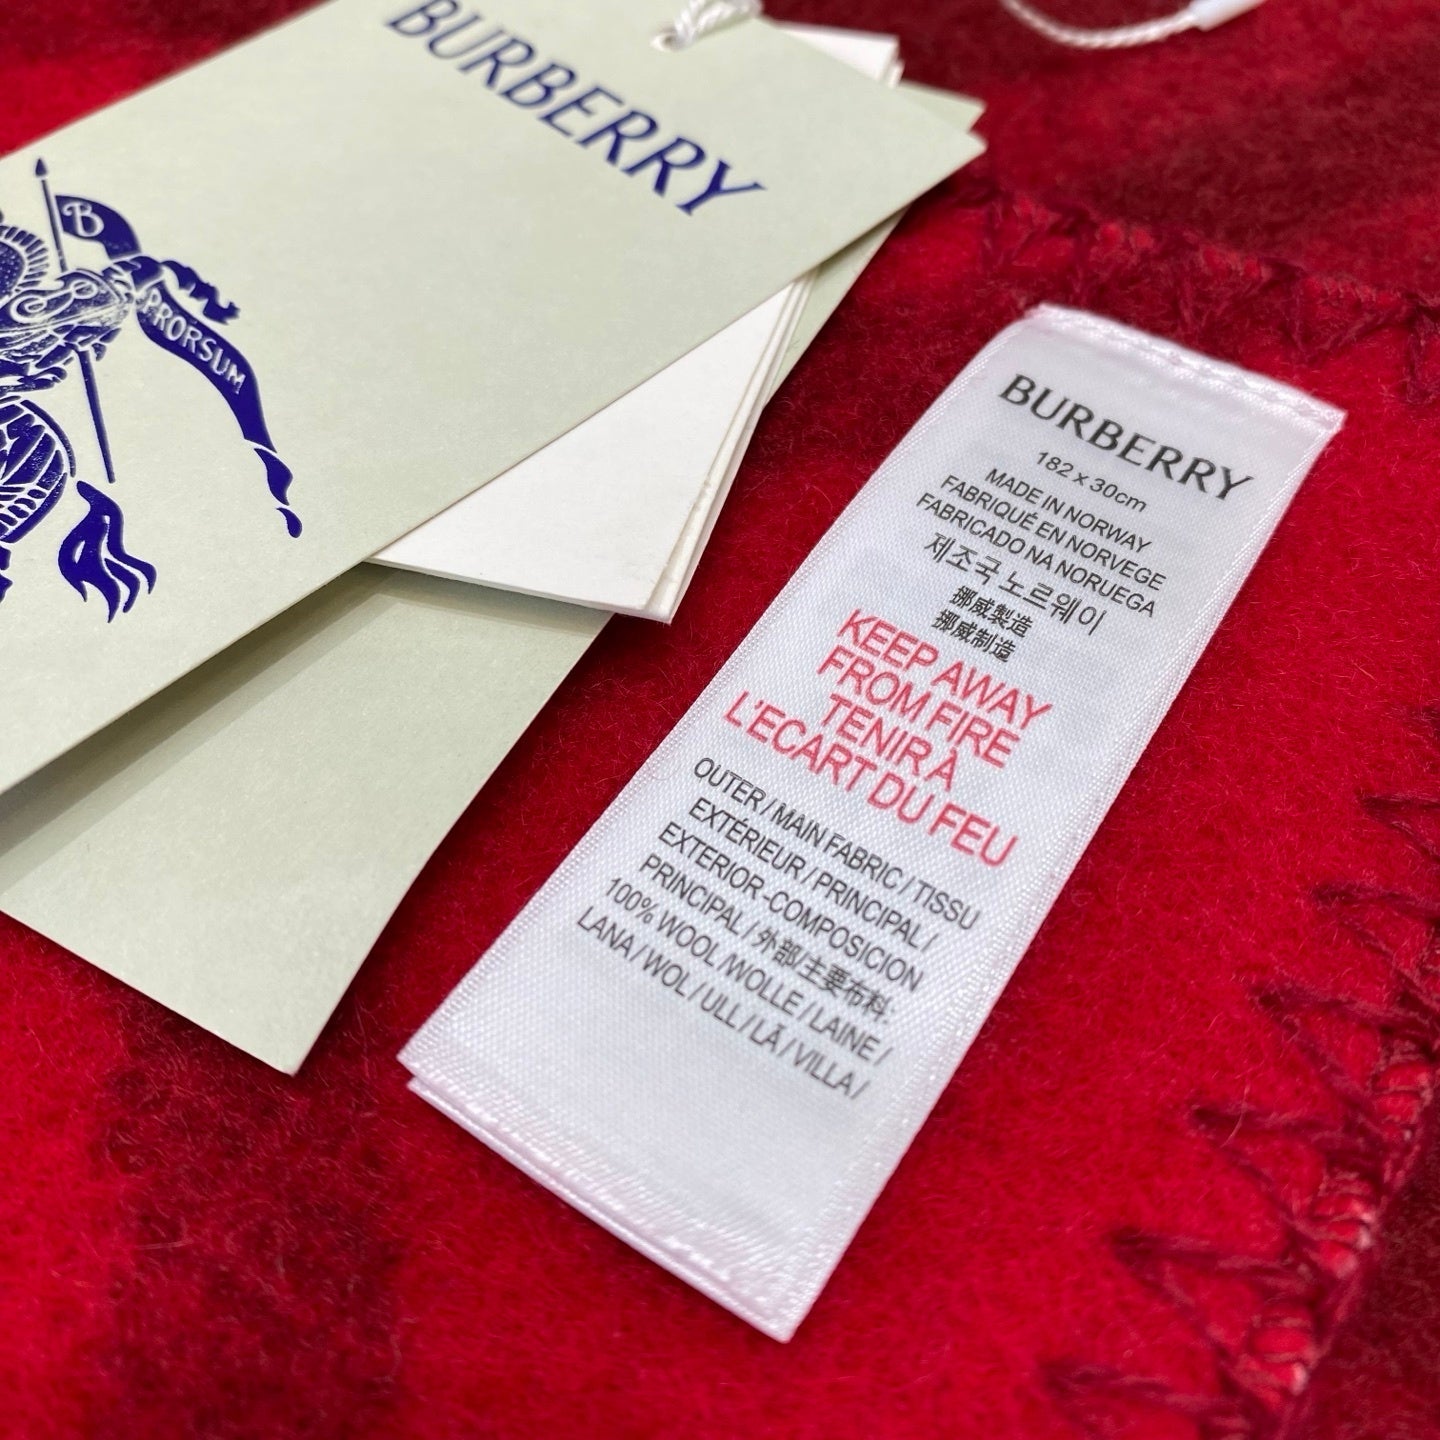 BURBERRY
B
PRORSUM
BURBERRY
182 x 30cm
MADE IN NORWAY
FABRIQUÉ EN NORVEGE
FABRICADO NA NORUEGA
제조국노르웨이
挪威製造
挪威制造
KEEP AWAY
FROM FIRE
TENIR À
L'ECART DU FEU
OUTER / MAIN FABRIC / TISSU
EXTÉRIEUR / PRINCIPAL /
EXTERIOR-COMPOSICION
PRINCIPAL / 外部/主要布料:
100% WOOL /WOLLE / LAINE /
LANA / WOL / ULL / LÃ / VILLA /